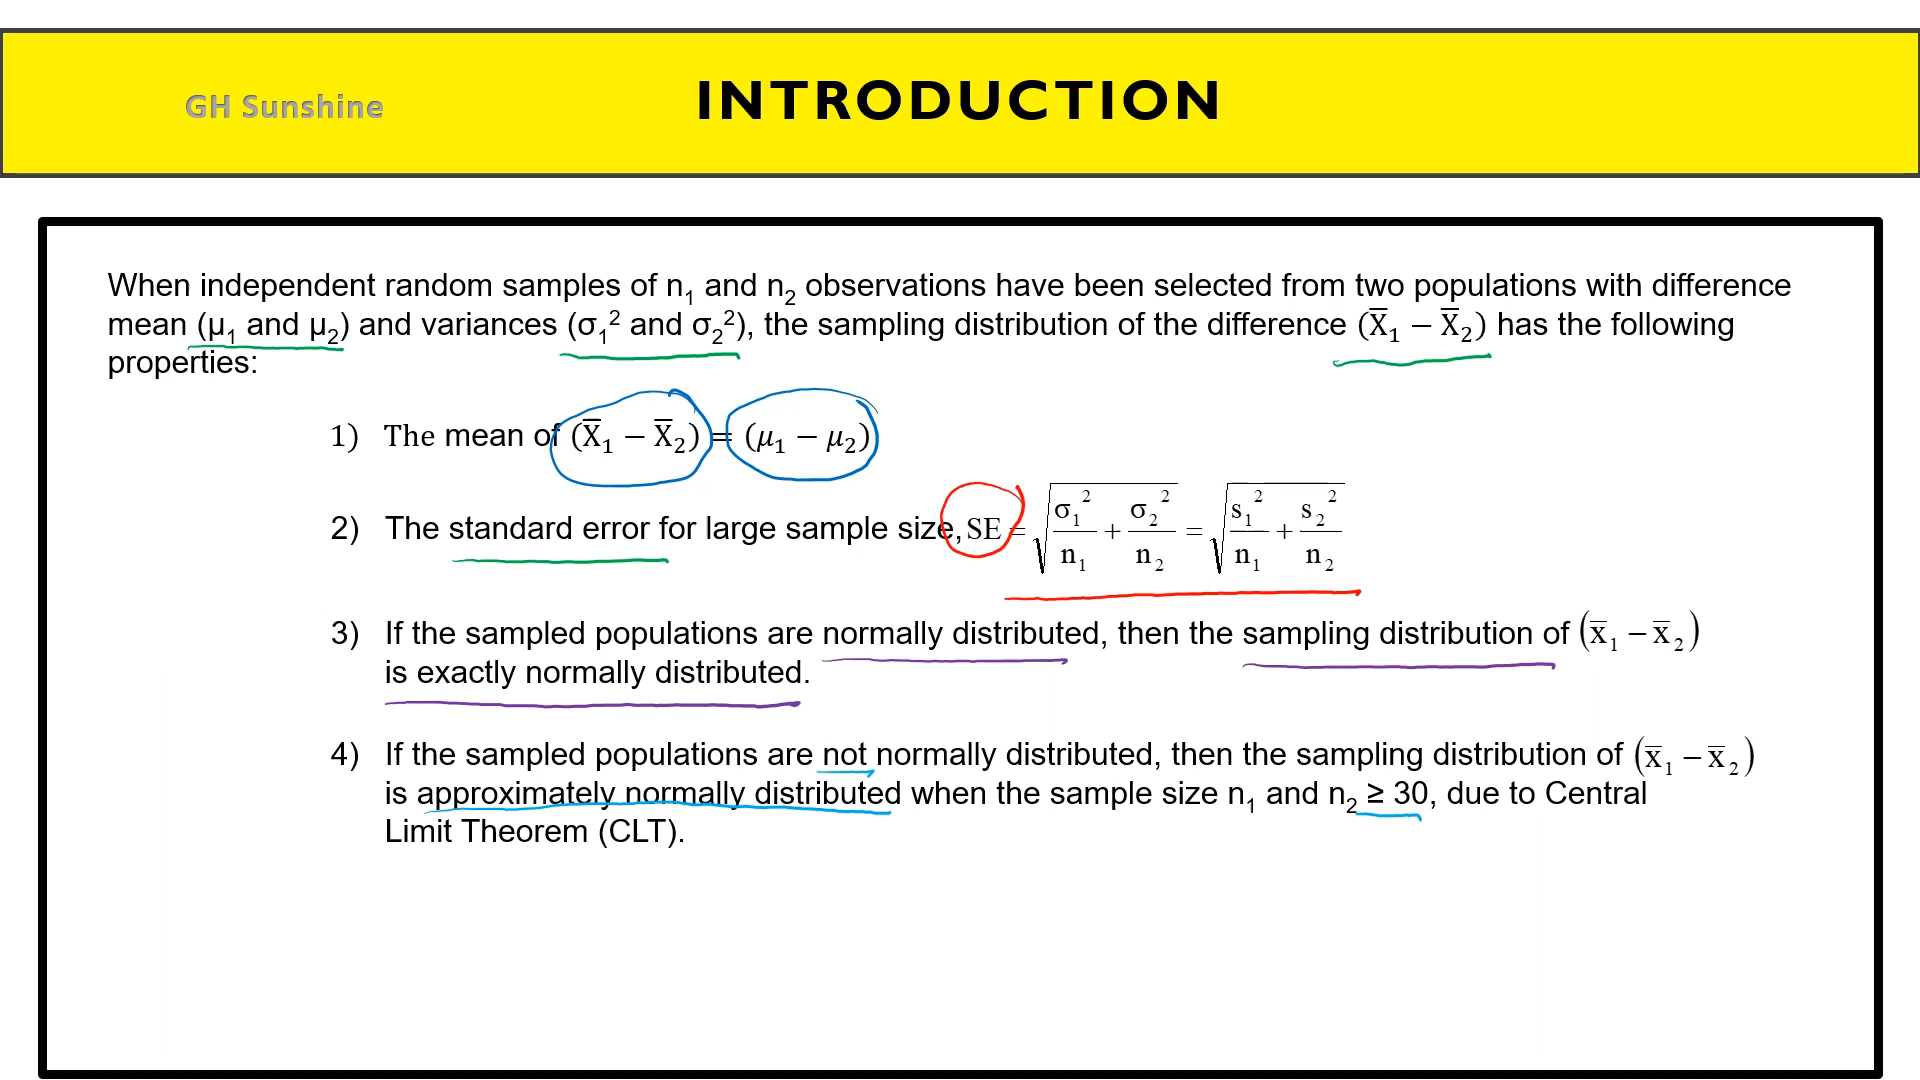 GH Sunshine
INTRODUCTION
When independent random samples of n₁ and n₂ observations have been selected from two populations with difference
mean (μ₁ and μ₂) and variances (σ₁² and σ₂²), the sampling distribution of the difference (X̅₁ − X̅₂) has the following
properties:
1) The mean of (X̅₁ − X̅₂) = (μ₁ − μ₂)
2) The standard error for large sample size, SE = √(σ₁²/n₁ + σ₂²/n₂) = √(s₁²/n₁ + s₂²/n₂)
3) If the sampled populations are normally distributed, then the sampling distribution of (x̅₁ − x̅₂)
is exactly normally distributed.
4) If the sampled populations are not normally distributed, then the sampling distribution of (x̅₁ − x̅₂)
is approximately normally distributed when the sample size n₁ and n₂ ≥ 30, due to Central
Limit Theorem (CLT).